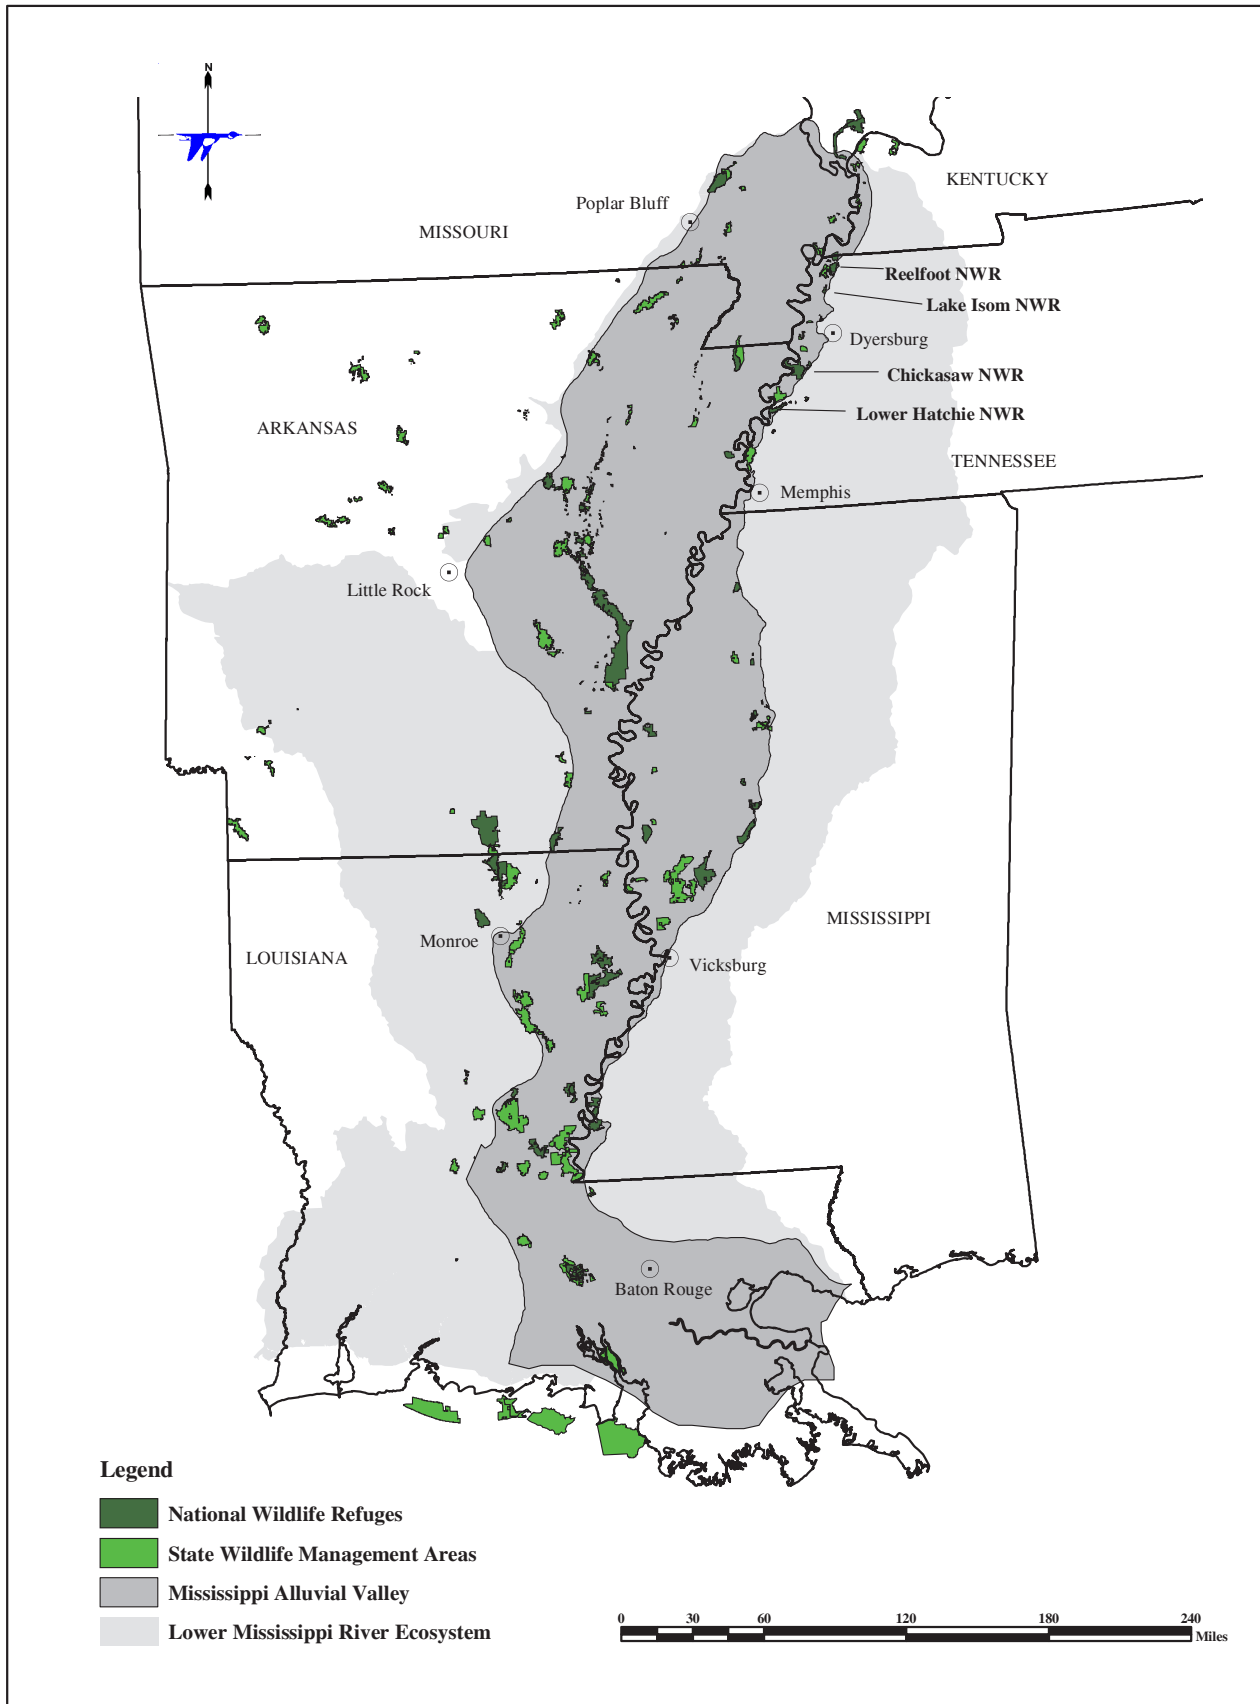 N
KENTUCKY
Poplar Bluff
MISSOURI
Reelfoot NWR
Lake Isom NWR
Dyersburg
Chickasaw NWR
Lower Hatchie NWR
ARKANSAS
TENNESSEE
Memphis
Little Rock
MISSISSIPPI
Monroe
LOUISIANA
Vicksburg
Baton Rouge
Legend
National Wildlife Refuges
State Wildlife Management Areas
Mississippi Alluvial Valley
Lower Mississippi River Ecosystem
0 30 60 120 180 240
Miles